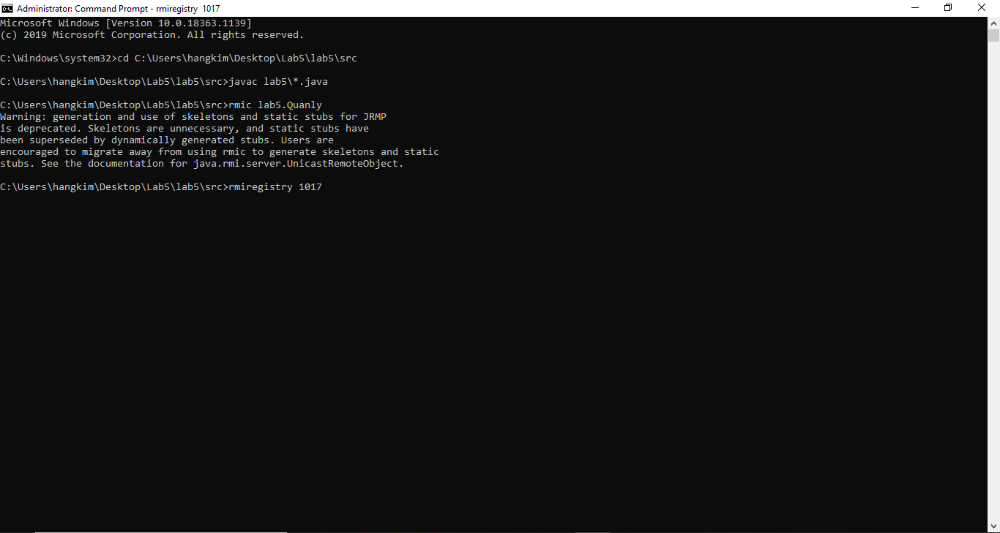 Administrator: Command Prompt - rmiregistry 1017
Microsoft Windows [Version 10.0.18363.1139]
(c) 2019 Microsoft Corporation. All rights reserved.
C:\Windows\system32>cd C:\Users\hangkim\Desktop\Lab5\lab5\src
C:\Users\hangkim\Desktop\Lab5\lab5\src>javac lab5\*.java
C:\Users\hangkim\Desktop\Lab5\lab5\src>rmic lab5.Quanly
Warning: generation and use of skeletons and static stubs for JRMP
is deprecated. Skeletons are unnecessary, and static stubs have
been superseded by dynamically generated stubs. Users are
encouraged to migrate away from using rmic to generate skeletons and static
stubs. See the documentation for java.rmi.server.UnicastRemoteObject.
C:\Users\hangkim\Desktop\Lab5\lab5\src>rmiregistry 1017